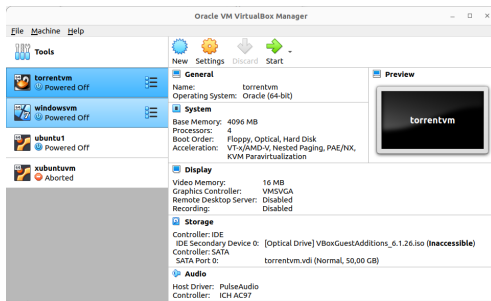 Oracle VM VirtualBox Manager
File Machine Help
Tools
New Settings Discard Start
torrentvm
Powered Off
windowsvm
Powered Off
ubuntu1
Powered Off
xubuntuvm
Aborted
General
Name: torrentvm
Operating System: Oracle (64-bit)
System
Base Memory: 4096 MB
Processors: 4
Boot Order: Floppy, Optical, Hard Disk
Acceleration: VT-x/AMD-V, Nested Paging, PAE/NX,
KVM Paravirtualization
Display
Video Memory: 16 MB
Graphics Controller: VMSVGA
Remote Desktop Server: Disabled
Recording: Disabled
Storage
Controller: IDE
IDE Secondary Device 0: [Optical Drive] VBoxGuestAdditions_6.1.26.iso (Inaccessible)
Controller: SATA
SATA Port 0: torrentvm.vdi (Normal, 50,00 GB)
Audio
Host Driver: PulseAudio
Controller: ICH AC97
Preview
torrentvm